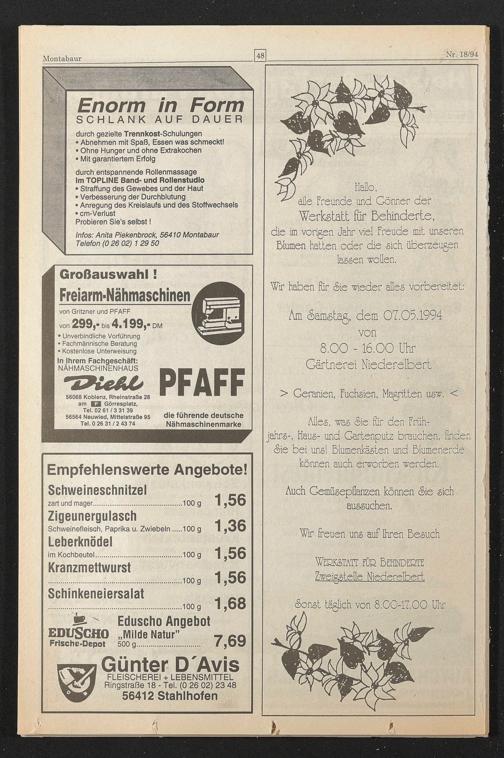 Montabaur
48
Nr. 18/94
Enorm in Form
SCHLANK AUF DAUER
durch gezielte Trennkost-Schulungen
• Abnehmen mit Spaß, Essen was schmeckt!
• Ohne Hunger und ohne Extrakochen
• Mit garantiertem Erfolg
durch entspannende Rollenmassage
im TOPLINE Band- und Rollenstudio
• Straffung des Gewebes und der Haut
• Verbesserung der Durchblutung
• Anregung des Kreislaufs und des Stoffwechsels
• cm-Verlust
Probieren Sie's selbst !
Infos: Anita Piekenbrock, 56410 Montabaur
Telefon (0 26 02) 1 29 50
Großauswahl !
Freiarm-Nähmaschinen
von Gritzner und PFAFF
von 299,- bis 4.199,- DM
• Unverbindliche Vorführung
• Fachmännische Beratung
• Kostenlose Unterweisung
In Ihrem Fachgeschäft:
NÄHMASCHINENHAUS
Diehl
56068 Koblenz, Rheinstraße 28
am P Görresplatz,
Tel. 02 61 / 3 31 39
56564 Neuwied, Mittelstraße 95
Tel. 0 26 31 / 2 43 74
PFAFF
die führende deutsche
Nähmaschinenmarke
Empfehlenswerte Angebote!
Schweineschnitzel
zart und mager..............................100 g 1,56
Zigeunergulasch
Schweinefleisch, Paprika u. Zwiebeln .....100 g 1,36
Leberknödel
im Kochbeutel..............................100 g 1,56
Kranzmettwurst
..............................100 g 1,56
Schinkeneiersalat
..............................100 g 1,68
EDUSCHO
Frische-Depot
Eduscho Angebot
„Milde Natur"
500 g.................... 7,69
Günter D´Avis
FLEISCHEREI + LEBENSMITTEL
Ringstraße 18 - Tel. (0 26 02) 23 48
56412 Stahlhofen
Hallo,
alle Freunde und Gönner der
Werkstatt für Behinderte,
die im vorigen Jahr viel Freude mit unseren
Blumen hatten oder die sich überzeugen
lassen wollen.
Wir haben für Sie wieder alles vorbereitet:
Am Samstag, dem 07.05.1994
von
8.00 - 16.00 Uhr
Gärtnerei Niederelbert
> Geranien, Fuchsien, Magritten usw. <
Alles, was Sie für den Früh-
jahrs-, Haus- und Gartenputz brauchen, finden
Sie bei uns! Blumenkästen und Blumenerde
können auch erworben werden.
Auch Gemüsepflanzen können Sie sich
aussuchen.
Wir freuen uns auf Ihren Besuch
WERKSTATT FÜR BEHINDERTE
Zweigstelle Niederelbert
Sonst täglich von 8.00-17.00 Uhr